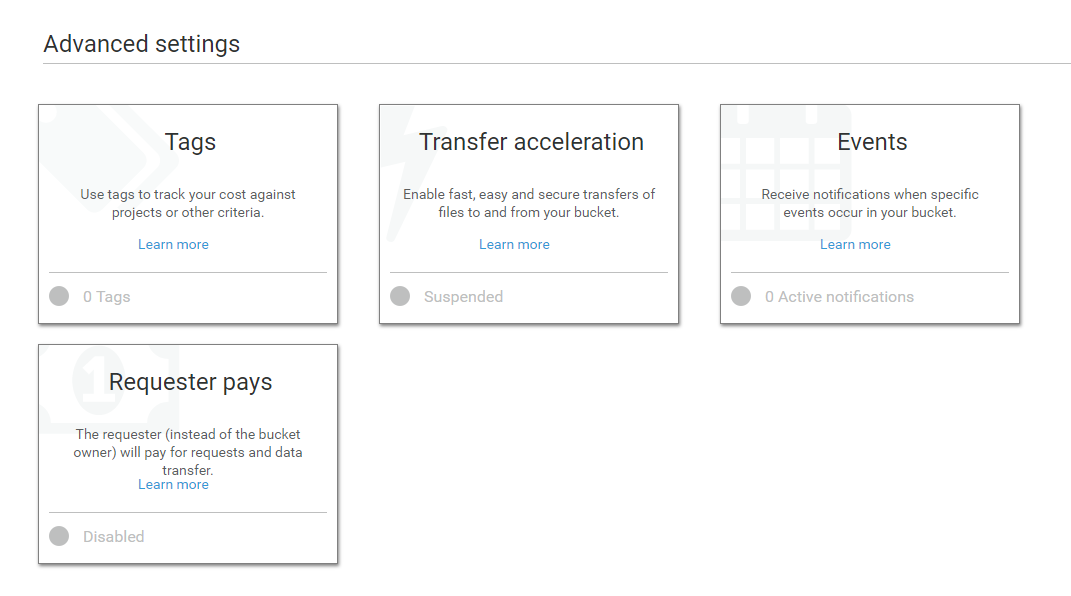 Advanced settings
Tags
Use tags to track your cost against
projects or other criteria.
Learn more
0 Tags
Transfer acceleration
Enable fast, easy and secure transfers of
files to and from your bucket.
Learn more
Suspended
Events
Receive notifications when specific
events occur in your bucket.
Learn more
0 Active notifications
1
Requester pays
The requester (instead of the bucket
owner) will pay for requests and data
transfer.
Learn more
Disabled